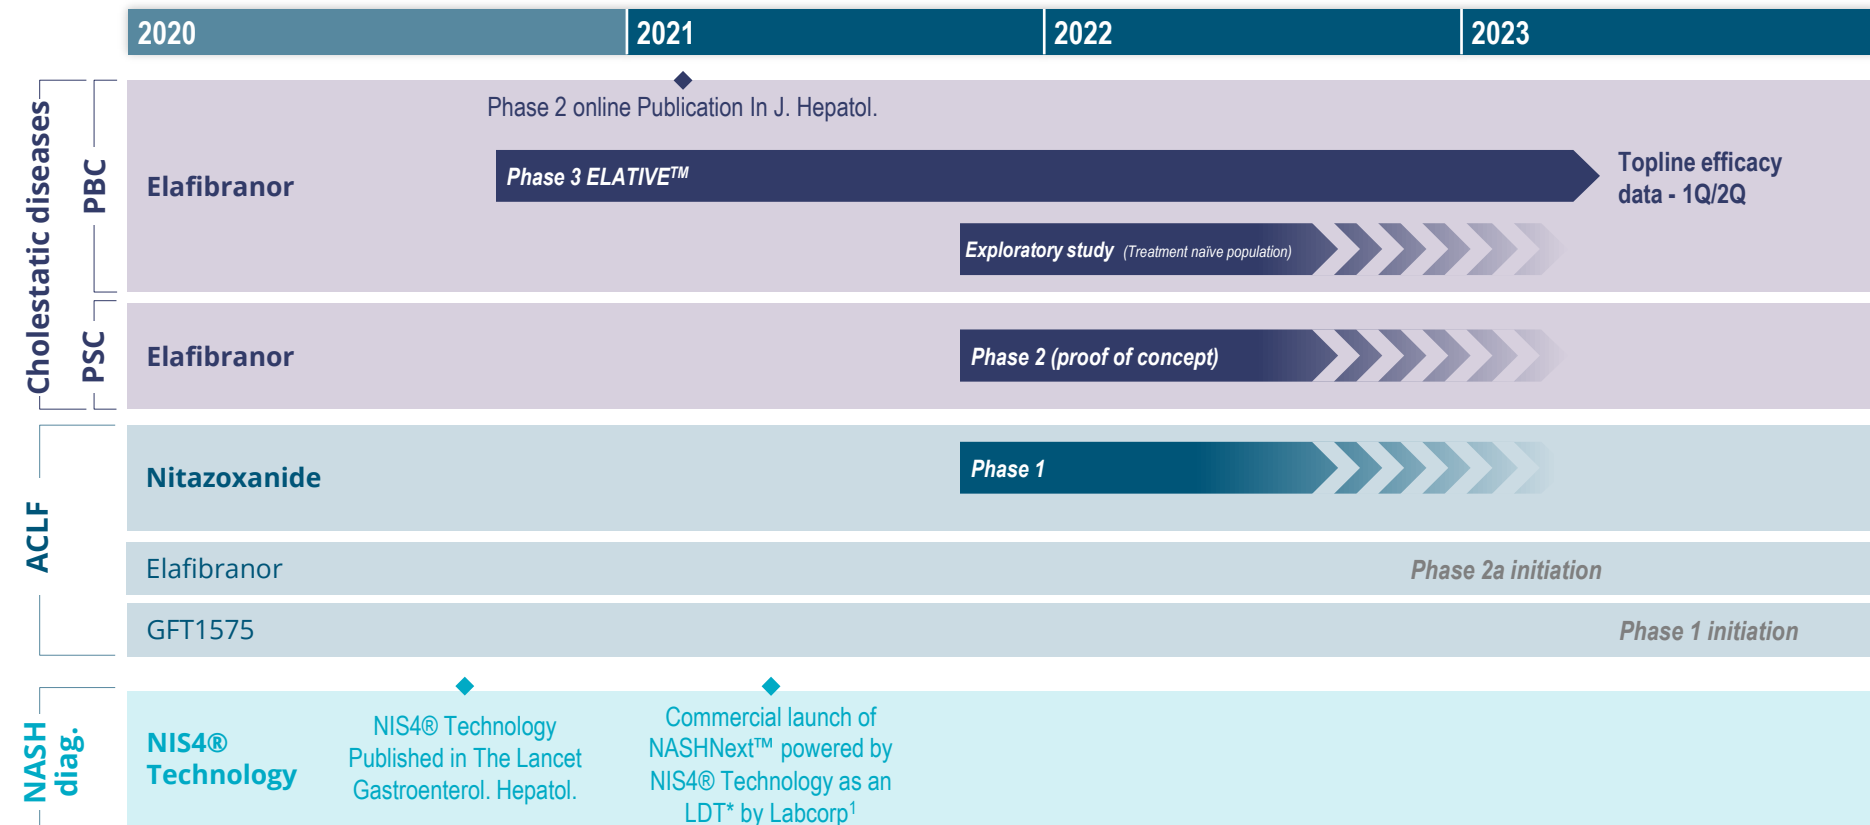 2020
2021
2022
2023
Cholestatic diseases
PBC
Elafibranor
Phase 2 online Publication In J. Hepatol.
Phase 3 ELATIVE™
Topline efficacy
data - 1Q/2Q
Exploratory study (Treatment naïve population)
PSC
Elafibranor
Phase 2 (proof of concept)
ACLF
Nitazoxanide
Phase 1
Elafibranor
Phase 2a initiation
GFT1575
Phase 1 initiation
NASH
diag.
NIS4®
Technology
NIS4® Technology
Published in The Lancet
Gastroenterol. Hepatol.
Commercial launch of
NASHNext™ powered by
NIS4® Technology as an
LDT* by Labcorp¹